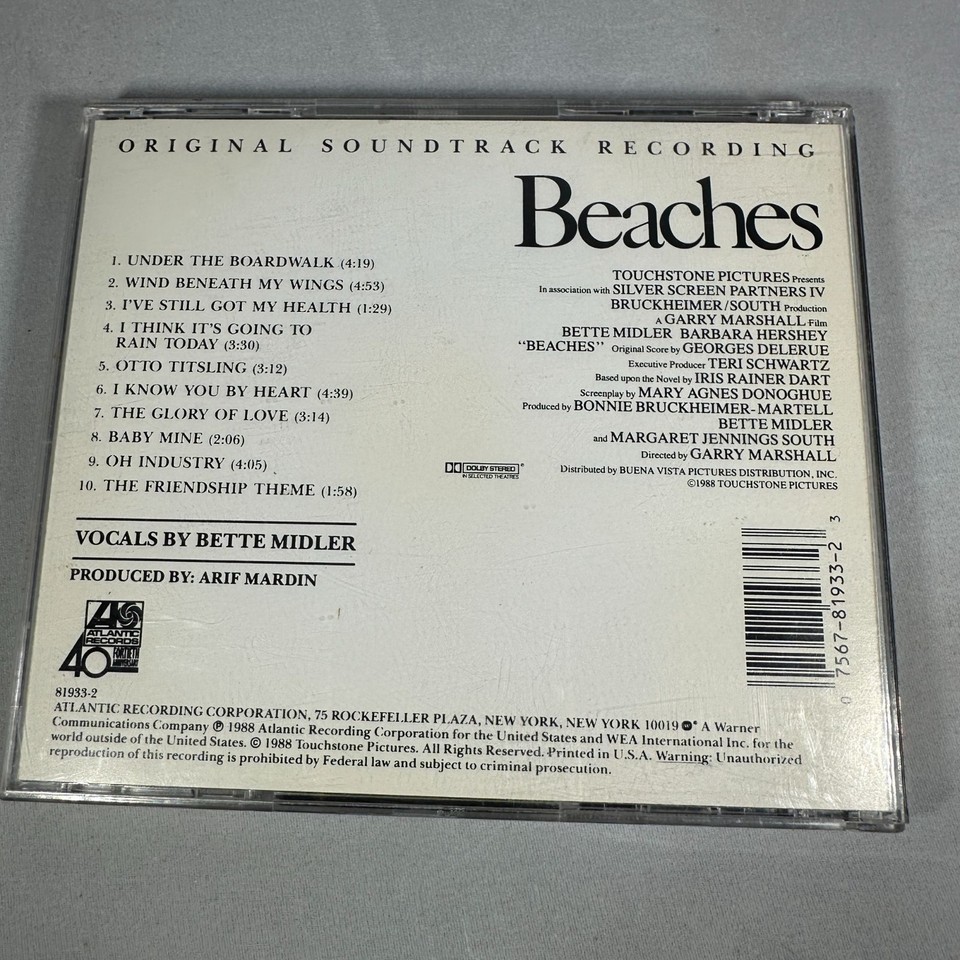 ORIGINAL SOUNDTRACK RECORDING
Beaches
1. UNDER THE BOARDWALK (4:19)
2. WIND BENEATH MY WINGS (4:53)
3. I'VE STILL GOT MY HEALTH (1:29)
4. I THINK IT'S GOING TO
RAIN TODAY (3:30)
5. OTTO TITSLING (3:12)
6. I KNOW YOU BY HEART (4:39)
7. THE GLORY OF LOVE (3:14)
8. BABY MINE (2:06)
9. OH INDUSTRY (4:05)
10. THE FRIENDSHIP THEME (1:58)
VOCALS BY BETTE MIDLER
PRODUCED BY: ARIF MARDIN
TOUCHSTONE PICTURES Presents
In association with SILVER SCREEN PARTNERS IV
BRUCKHEIMER/SOUTH Production
A GARRY MARSHALL Film
BETTE MIDLER BARBARA HERSHEY
"BEACHES" Original Score by GEORGES DELERUE
Executive Producer TERI SCHWARTZ
Based upon the Novel by IRIS RAINER DART
Screenplay by MARY AGNES DONOGHUE
Produced by BONNIE BRUCKHEIMER-MARTELL
BETTE MIDLER
and MARGARET JENNINGS SOUTH
Directed by GARRY MARSHALL
DOLBY STEREO®
IN SELECTED THEATRES
Distributed by BUENA VISTA PICTURES DISTRIBUTION, INC.
©1988 TOUCHSTONE PICTURES
0 7567-81933-2 3
ATLANTIC
RECORDS
40 FORTIETH
ANNIVERSARY
81933-2
ATLANTIC RECORDING CORPORATION, 75 ROCKEFELLER PLAZA, NEW YORK, NEW YORK 10019 A Warner
Communications Company ℗ 1988 Atlantic Recording Corporation for the United States and WEA International Inc. for the
world outside of the United States. © 1988 Touchstone Pictures. All Rights Reserved. Printed in U.S.A. Warning: Unauthorized
reproduction of this recording is prohibited by Federal law and subject to criminal prosecution.